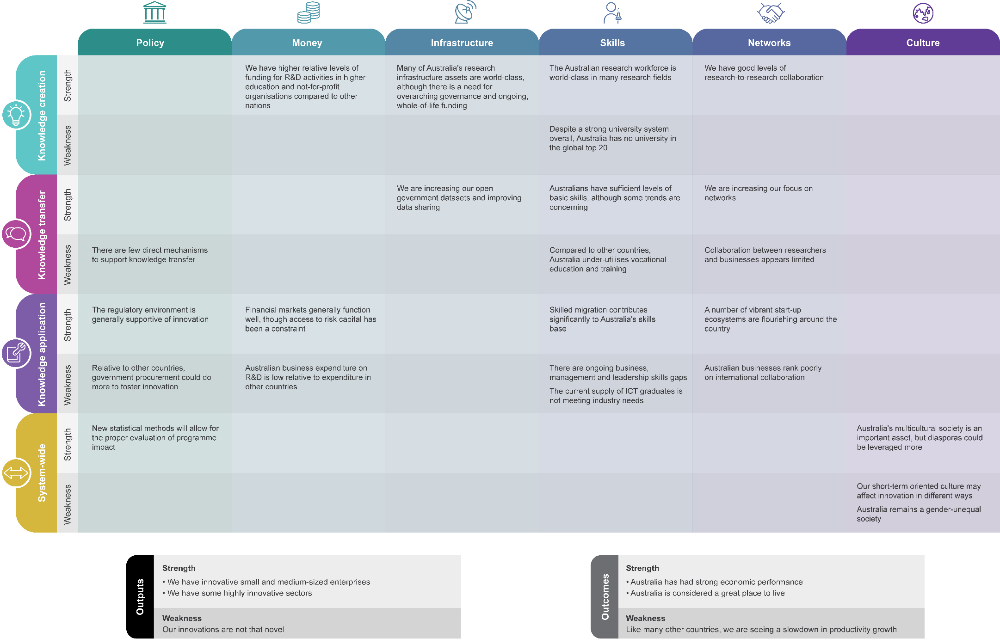 Policy
Money
Infrastructure
Skills
Networks
Culture
Knowledge creation
Strength
We have higher relative levels of
funding for R&D activities in higher
education and not-for-profit
organisations compared to other
nations
Many of Australia's research
infrastructure assets are world-class,
although there is a need for
overarching governance and ongoing,
whole-of-life funding
The Australian research workforce is
world-class in many research fields
We have good levels of
research-to-research collaboration
Weakness
Despite a strong university system
overall, Australia has no university in
the global top 20
Knowledge transfer
Strength
We are increasing our open
government datasets and improving
data sharing
Australians have sufficient levels of
basic skills, although some trends are
concerning
We are increasing our focus on
networks
Weakness
There are few direct mechanisms
to support knowledge transfer
Compared to other countries,
Australia under-utilises vocational
education and training
Collaboration between researchers
and businesses appears limited
Knowledge application
Strength
The regulatory environment is
generally supportive of innovation
Financial markets generally function
well, though access to risk capital has
been a constraint
Skilled migration contributes
significantly to Australia's skills
base
A number of vibrant start-up
ecosystems are flourishing around the
country
Weakness
Relative to other countries,
government procurement could do
more to foster innovation
Australian business expenditure on
R&D is low relative to expenditure in
other countries
There are ongoing business,
management and leadership skills gaps
The current supply of ICT graduates is
not meeting industry needs
Australian businesses rank poorly
on international collaboration
System-wide
Strength
New statistical methods will allow for
the proper evaluation of programme
impact
Australia's multicultural society is an
important asset, but diasporas could
be leveraged more
Weakness
Our short-term oriented culture may
affect innovation in different ways
Australia remains a gender-unequal
society
Outputs
Strength
• We have innovative small and medium-sized enterprises
• We have some highly innovative sectors
Weakness
Our innovations are not that novel
Outcomes
Strength
• Australia has had strong economic performance
• Australia is considered a great place to live
Weakness
Like many other countries, we are seeing a slowdown in productivity growth